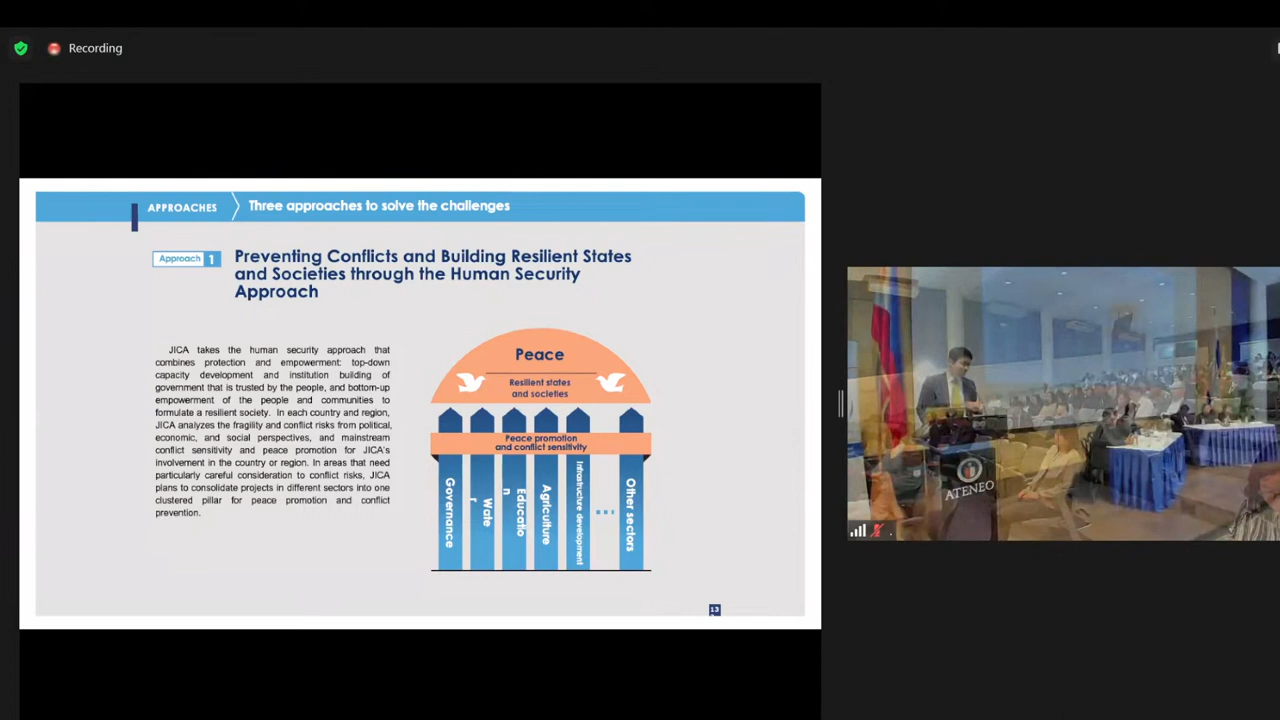 Recording
APPROACHES
Three approaches to solve the challenges
Approach 1
Preventing Conflicts and Building Resilient States
and Societies through the Human Security
Approach
JICA takes the human security approach that
combines protection and empowerment: top-down
capacity development and institution building of
government that is trusted by the people, and bottom-up
empowerment of the people and communities to
formulate a resilient society. In each country and region,
JICA analyzes the fragility and conflict risks from political,
economic, and social perspectives, and mainstream
conflict sensitivity and peace promotion for JICA's
involvement in the country or region. In areas that need
particularly careful consideration to conflict risks, JICA
plans to consolidate projects in different sectors into one
clustered pillar for peace promotion and conflict
prevention.
Peace
Resilient states
and societies
Peace promotion
and conflict sensitivity
Governance
Wate
r
Educatio
n
Agriculture
Infrastructure development
...
Other sectors
13
ATENEO